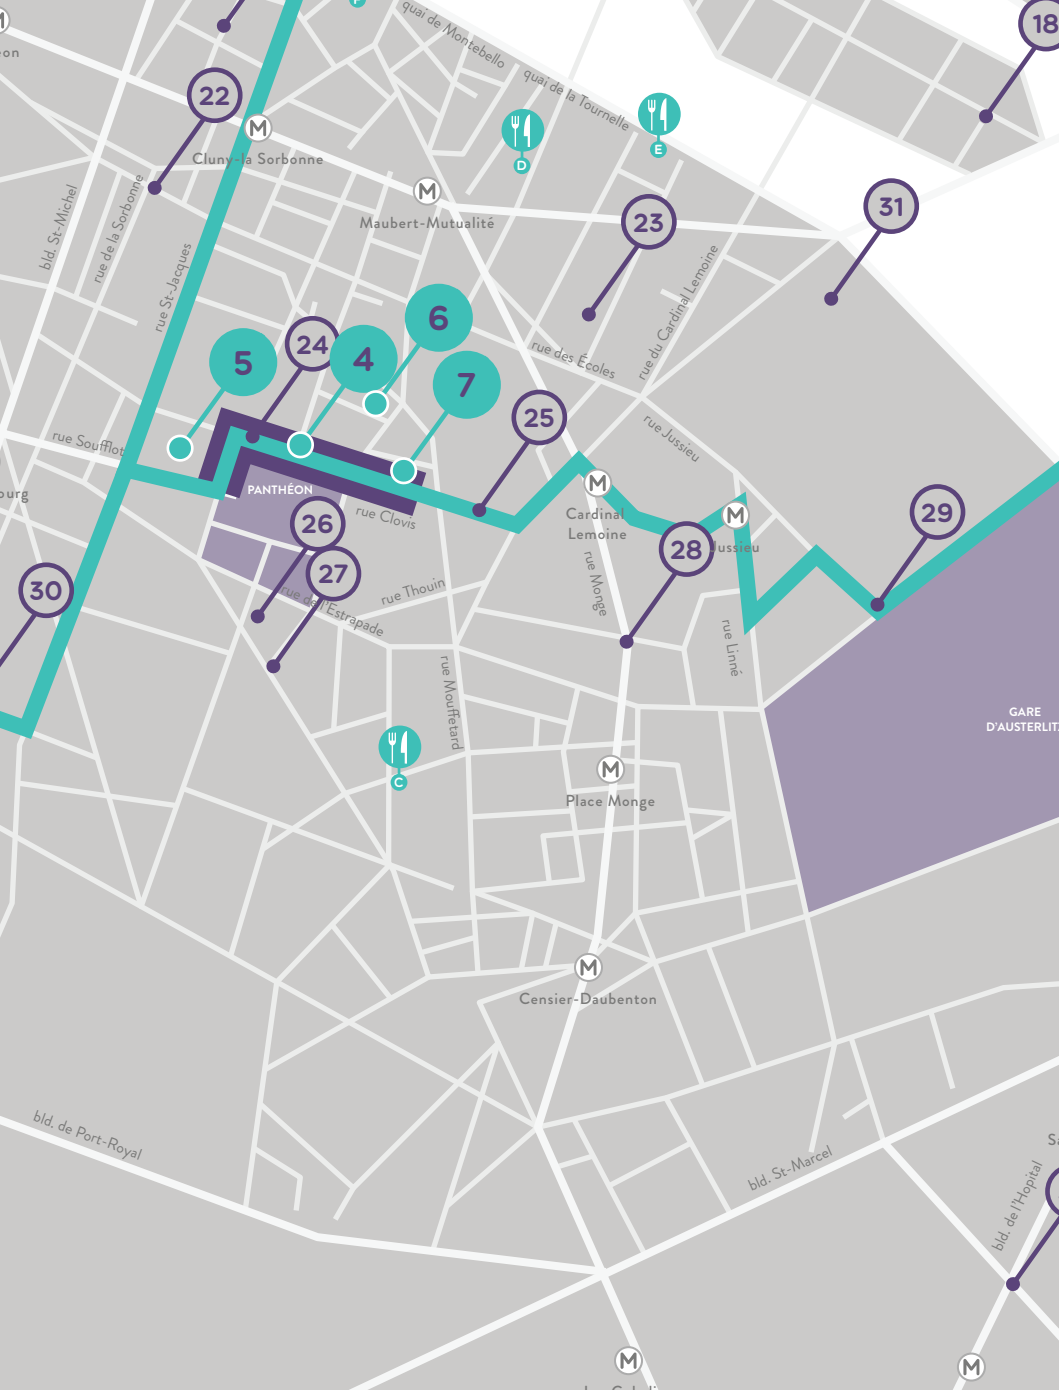 M
eon
quai de Montebello
F
18
22
M
Cluny-la Sorbonne
quai de la Tournelle
D
E
M
Maubert-Mutualité
23
31
bld. St-Michel
rue de la Sorbonne
rue St-Jacques
rue du Cardinal Lemoine
6
5
24
4
7
rue des Écoles
25
rue Jussieu
rue Soufflot
PANTHÉON
ourg
rue Clovis
M
Cardinal
Lemoine
M
Jussieu
26
29
28
27
30
rue Thouin
rue de l'Estrapade
rue Monge
rue Linné
rue Mouffetard
GARE
D'AUSTERLIT
C
M
Place Monge
M
Censier-Daubenton
bld. de Port-Royal
bld. St-Marcel
bld. de l'Hopital
M
M